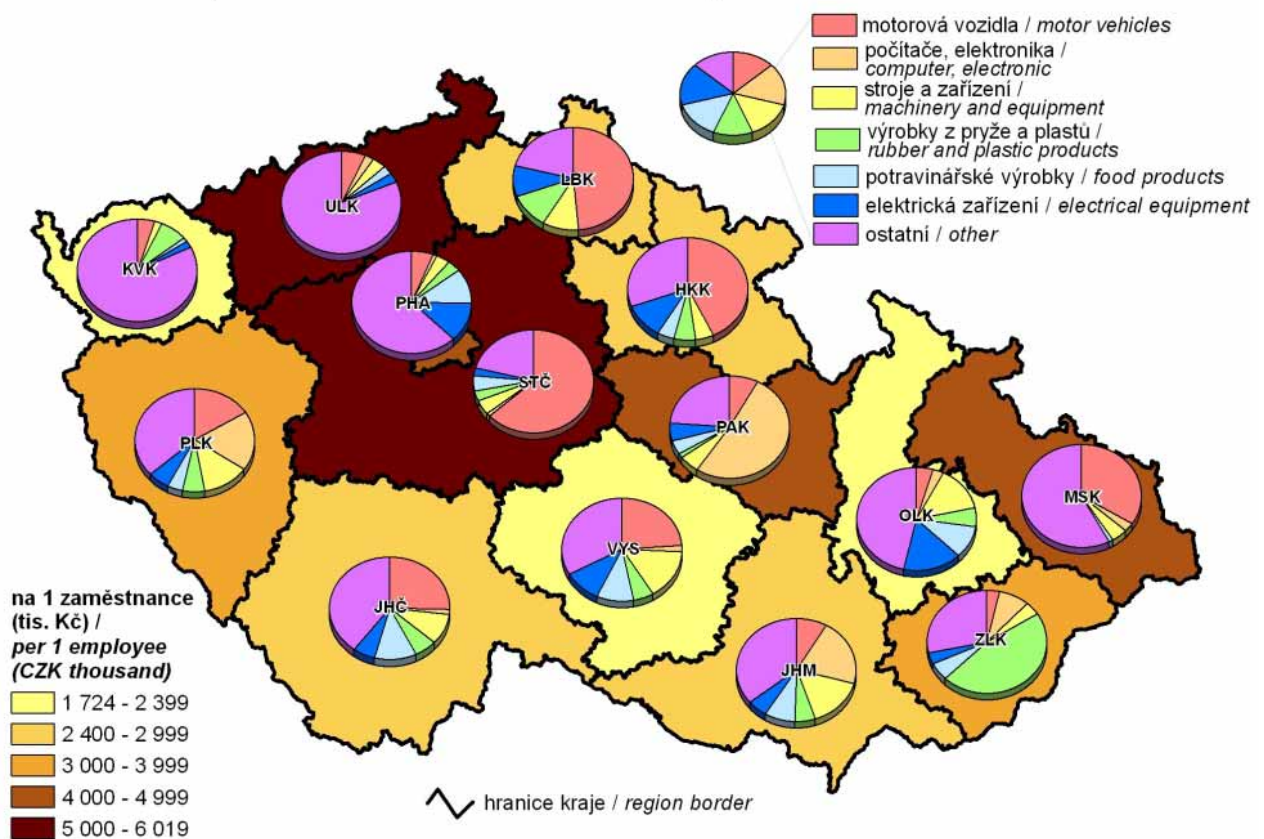 motorová vozidla / motor vehicles
počítače, elektronika /
computer, electronic
stroje a zařízení /
machinery and equipment
výrobky z pryže a plastů /
rubber and plastic products
potravinářské výrobky / food products
elektrická zařízení / electrical equipment
ostatní / other
LBK
ULK
KVK
HKK
PHA
STČ
PAK
PLK
MSK
OLK
VYS
JHČ
ZLK
JHM
na 1 zaměstnance
(tis. Kč) /
per 1 employee
(CZK thousand)
1 724 - 2 399
2 400 - 2 999
3 000 - 3 999
4 000 - 4 999
5 000 - 6 019
hranice kraje / region border